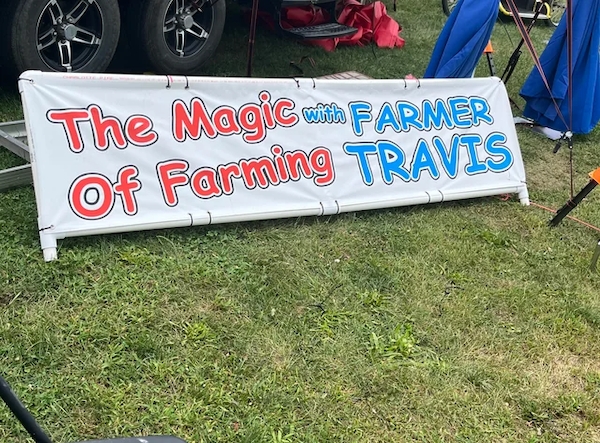 The Magic with FARMER
Of Farming TRAVIS